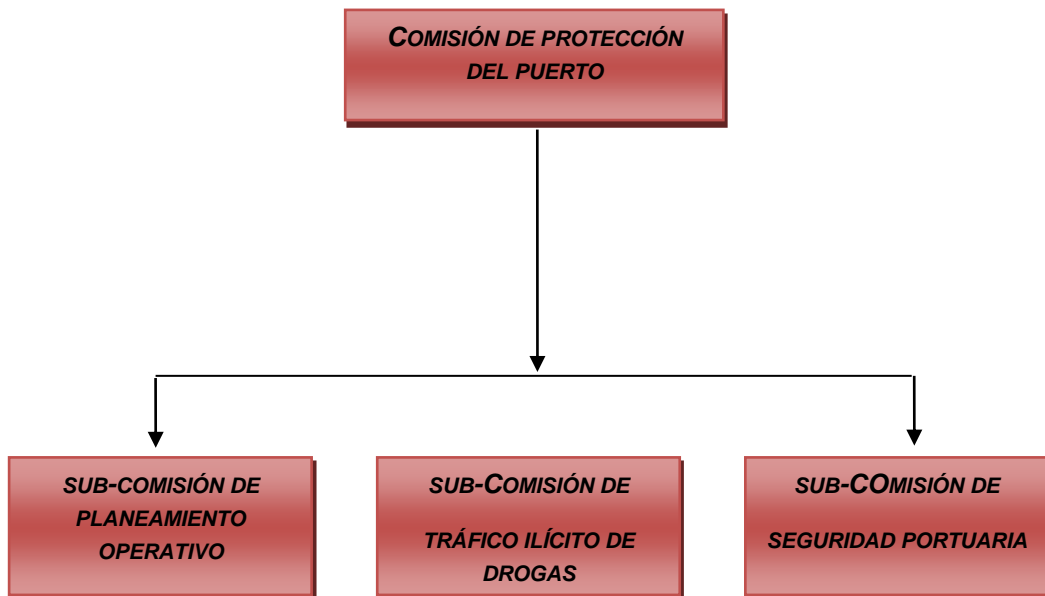 COMISIÓN DE PROTECCIÓN
DEL PUERTO
SUB-COMISIÓN DE
PLANEAMIENTO
OPERATIVO
SUB-COMISIÓN DE
TRÁFICO ILÍCITO DE
DROGAS
SUB-COMISIÓN DE
SEGURIDAD PORTUARIA